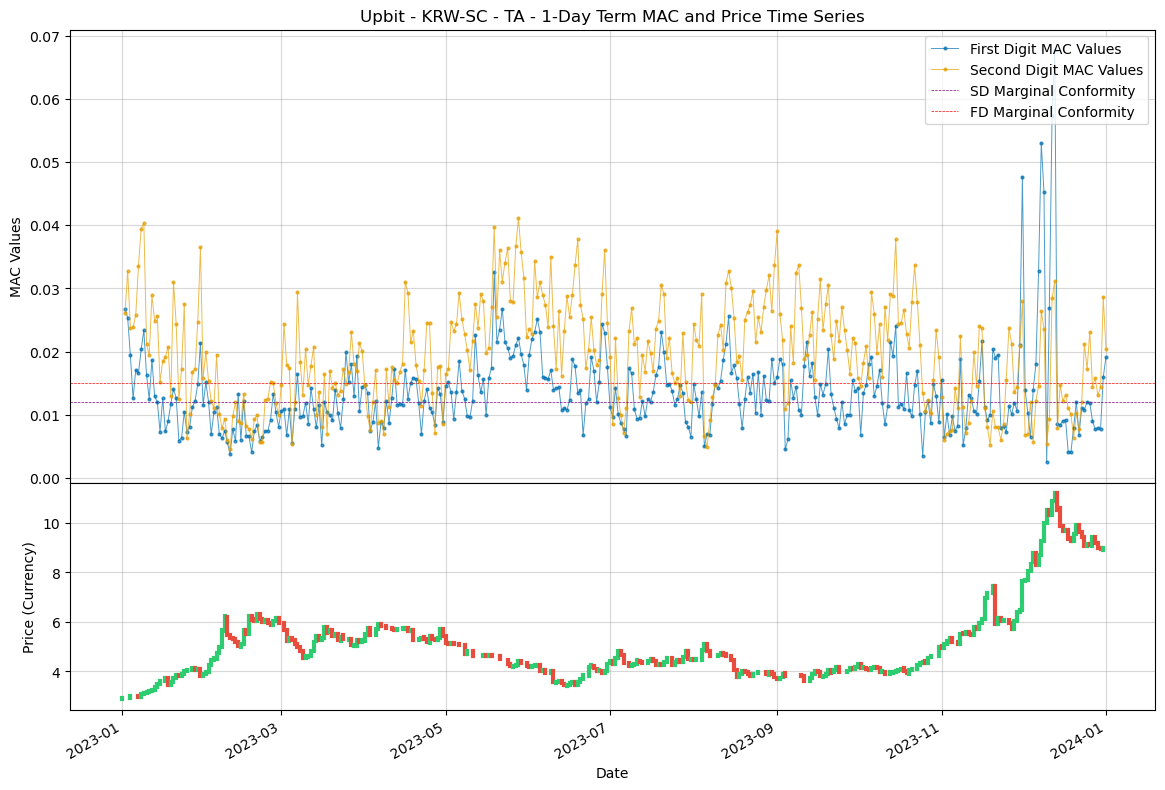 Upbit - KRW-SC - TA - 1-Day Term MAC and Price Time Series
First Digit MAC Values
Second Digit MAC Values
SD Marginal Conformity
FD Marginal Conformity
MAC Values
0.07
0.06
0.05
0.04
0.03
0.02
0.01
0.00
Price (Currency)
10
8
6
4
2023-01
2023-03
2023-05
2023-07
2023-09
2023-11
2024-01
Date